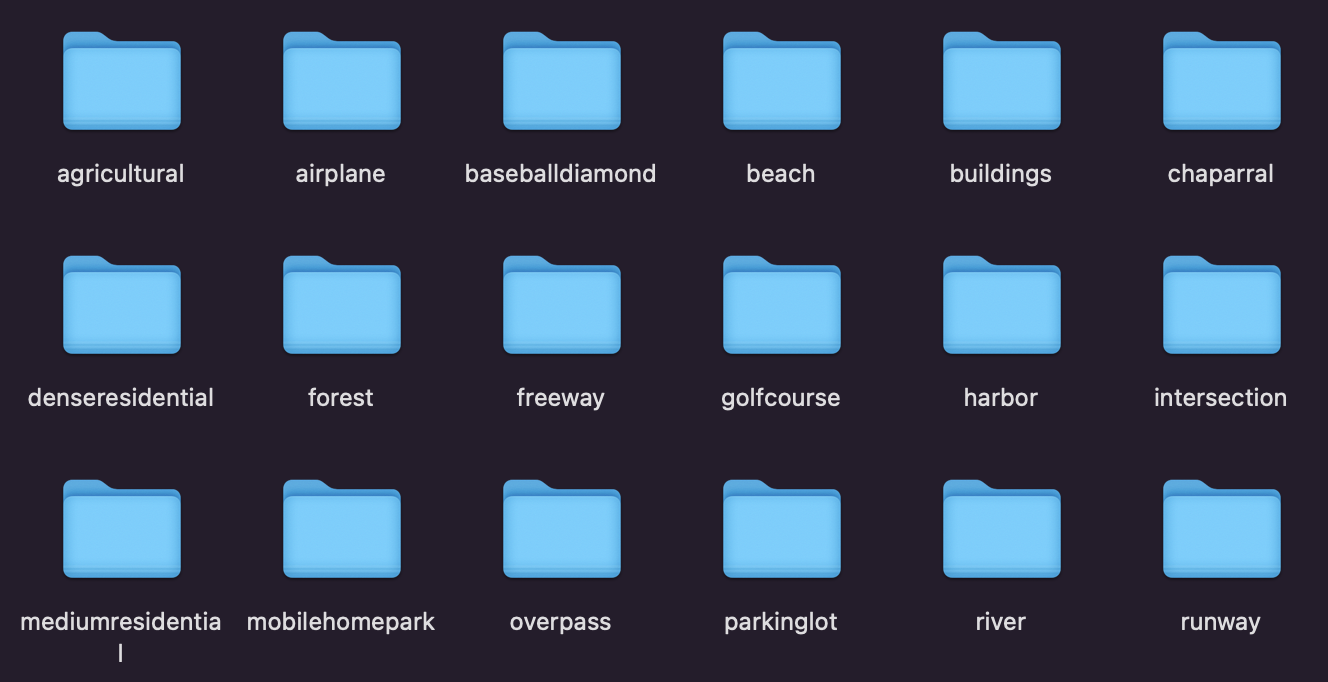 agricultural
airplane
baseballdiamond
beach
buildings
chaparral
denseresidential
forest
freeway
golfcourse
harbor
intersection
mediumresidentia
l
mobilehomepark
overpass
parkinglot
river
runway